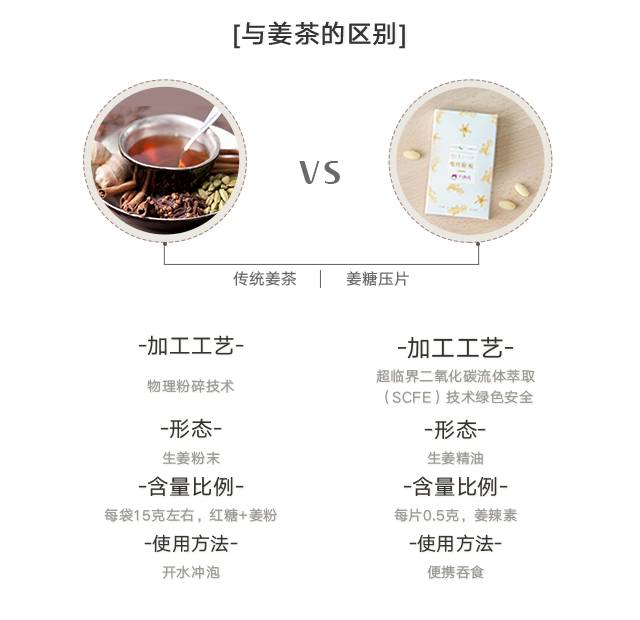 [与姜茶的区别]
VS
传统姜茶 | 姜糖压片
-加工工艺-
物理粉碎技术
-形态-
生姜粉末
-含量比例-
每袋15克左右，红糖+姜粉
-使用方法-
开水冲泡
-加工工艺-
超临界二氧化碳流体萃取
（SCFE）技术绿色安全
-形态-
生姜精油
-含量比例-
每片0.5克，姜辣素
-使用方法-
便携吞食